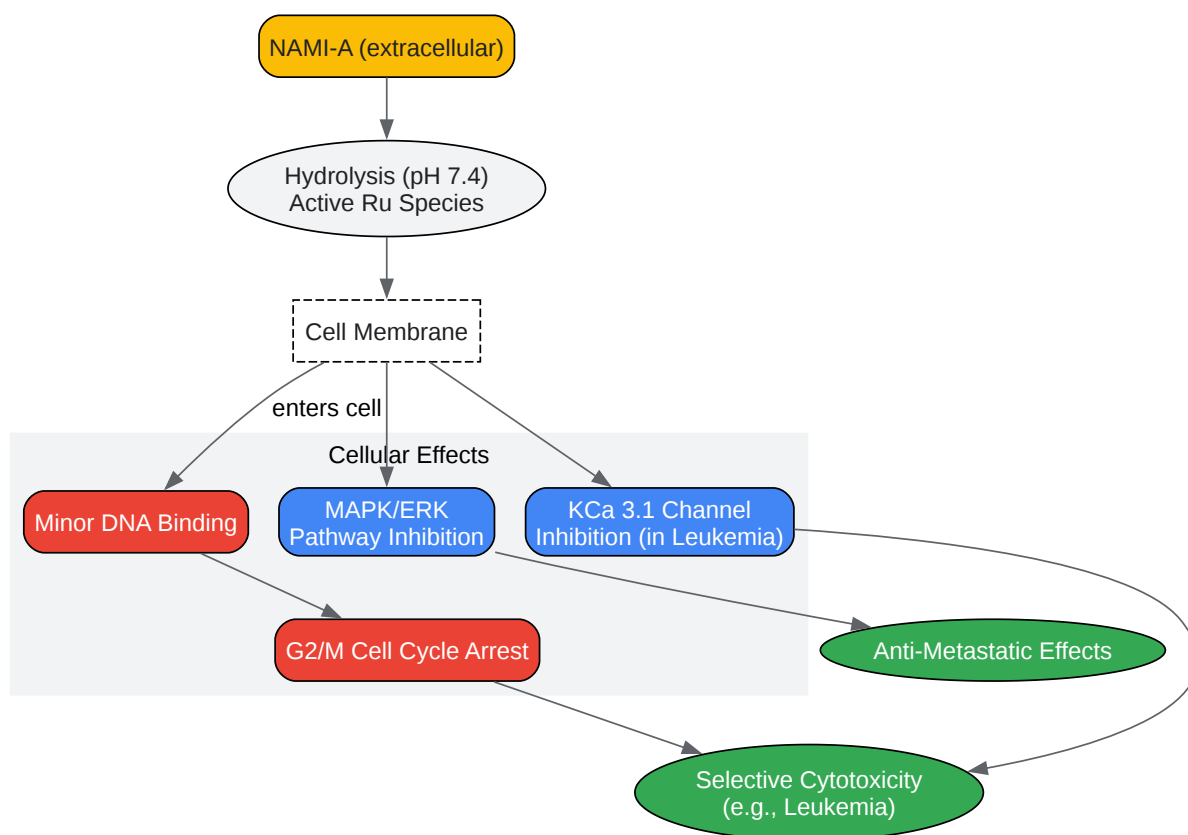 NAMI-A (extracellular)
Hydrolysis (pH 7.4)
Active Ru Species
Cell Membrane
enters cell
Cellular Effects
Minor DNA Binding
MAPK/ERK
Pathway Inhibition
KCa 3.1 Channel
Inhibition (in Leukemia)
G2/M Cell Cycle Arrest
Anti-Metastatic Effects
Selective Cytotoxicity
(e.g., Leukemia)